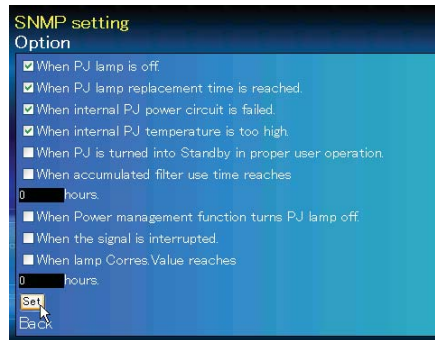 SNMP setting
Option
When PJ lamp is off.
When PJ lamp replacement time is reached.
When internal PJ power circuit is failed.
When internal PJ temperature is too high.
When PJ is turned into Standby in proper user operation.
When accumulated filter use time reaches
0 hours.
When Power management function turns PJ lamp off.
When the signal is interrupted.
When lamp Corres.Value reaches
0 hours.
Set
Back